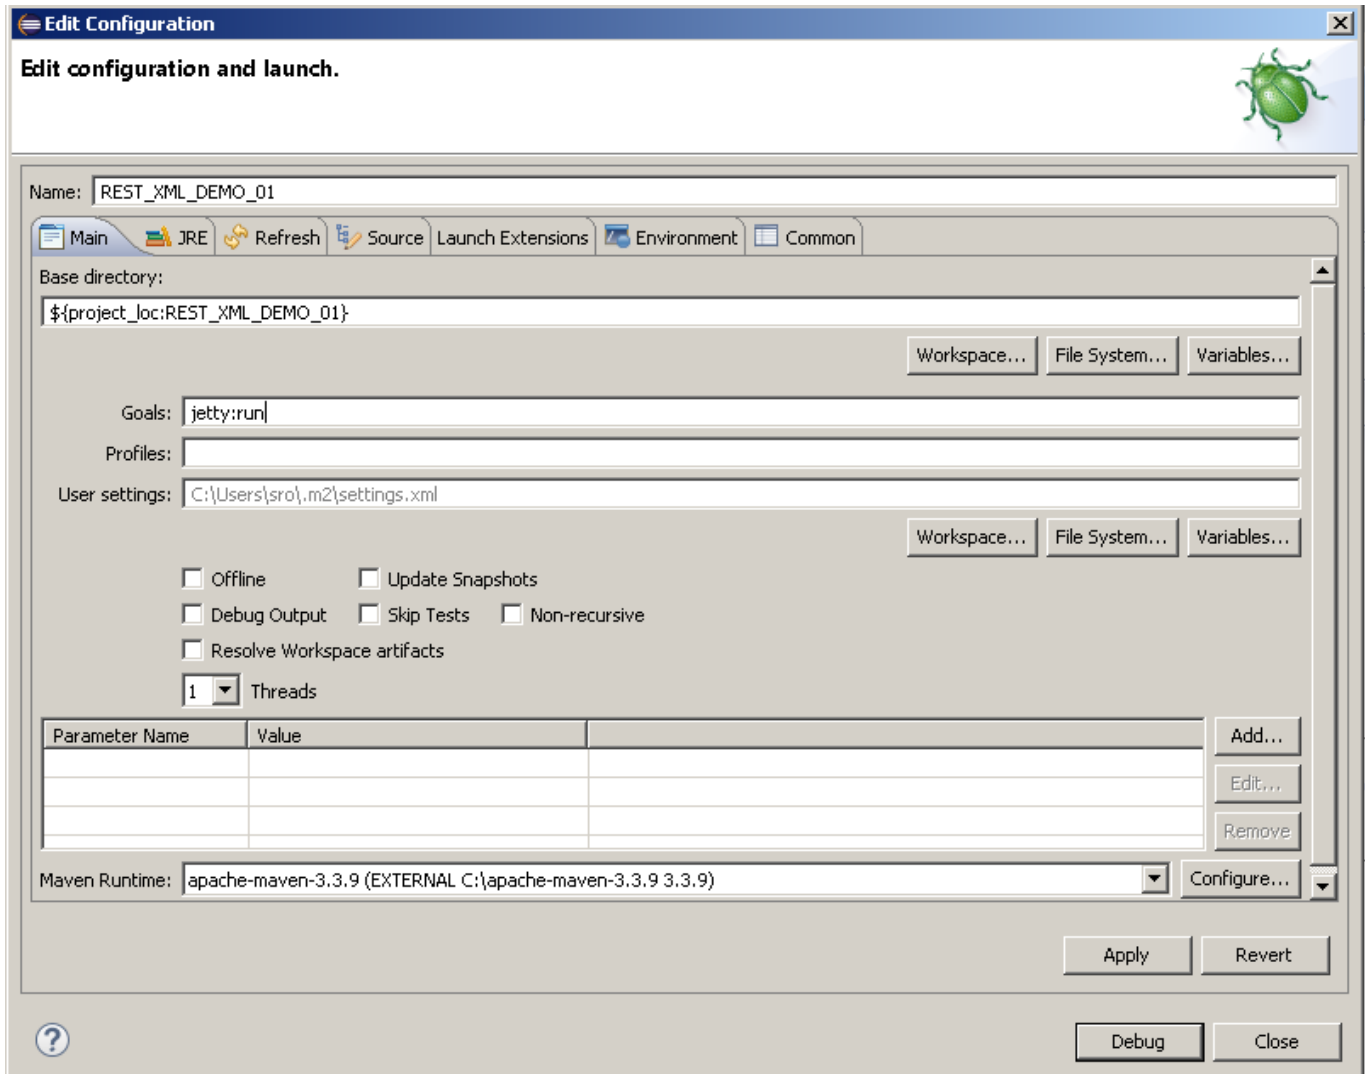 Edit Configuration
Edit configuration and launch.
Name: REST_XML_DEMO_01
Main JRE Refresh Source Launch Extensions Environment Common
Base directory:
${project_loc:REST_XML_DEMO_01}
Workspace... File System... Variables...
Goals: jetty:run
Profiles:
User settings: C:\Users\sro\.m2\settings.xml
Workspace... File System... Variables...
Offline Update Snapshots
Debug Output Skip Tests Non-recursive
Resolve Workspace artifacts
1 Threads
Parameter Name Value Add...
Edit...
Remove
Maven Runtime: apache-maven-3.3.9 (EXTERNAL C:\apache-maven-3.3.9 3.3.9) Configure...
Apply Revert
? Debug Close